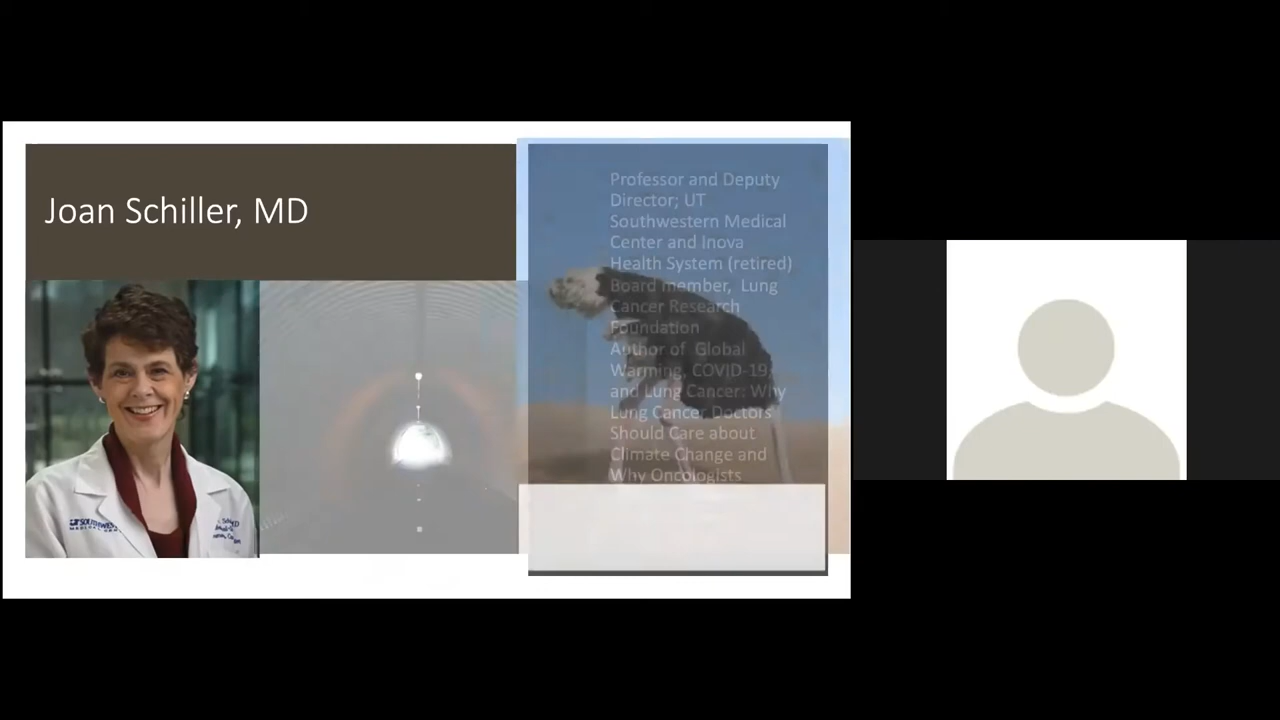 Joan Schiller, MD
Professor and Deputy
Director; UT
Southwestern Medical
Center and Inova
Health System (retired)
Board member, Lung
Cancer Research
Foundation
Author of Global
Warming, COVID-19,
and Lung Cancer: Why
Lung Cancer Doctors
Should Care about
Climate Change and
Why Oncologists